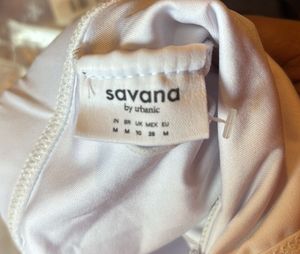 savana
by urbanic
IN BR UK MEX EU
M M 10 28 M